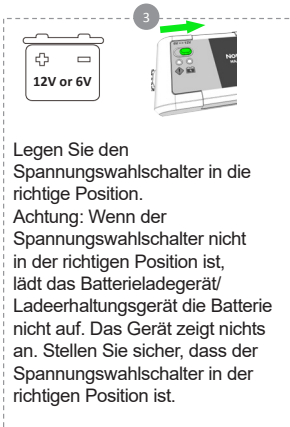 3
12V or 6V
Legen Sie den
Spannungswahlschalter in die
richtige Position.
Achtung: Wenn der
Spannungswahlschalter nicht
in der richtigen Position ist,
lädt das Batterieladegerät/
Ladeerhaltungsgerät die Batterie
nicht auf. Das Gerät zeigt nichts
an. Stellen Sie sicher, dass der
Spannungswahlschalter in der
richtigen Position ist.